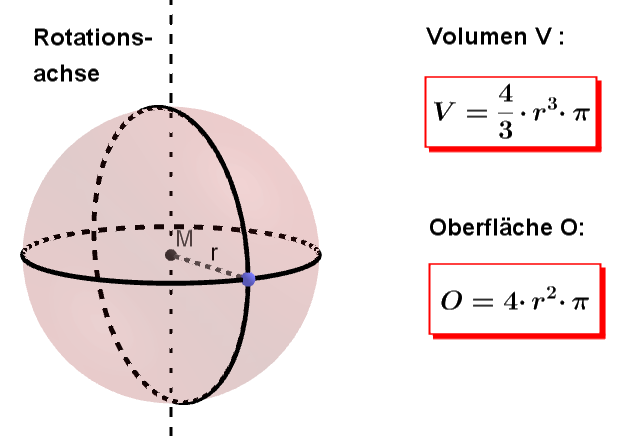 Rotations-
achse
M
r
Volumen V :
V = 4/3 · r³ · π
Oberfläche O:
O = 4 · r² · π